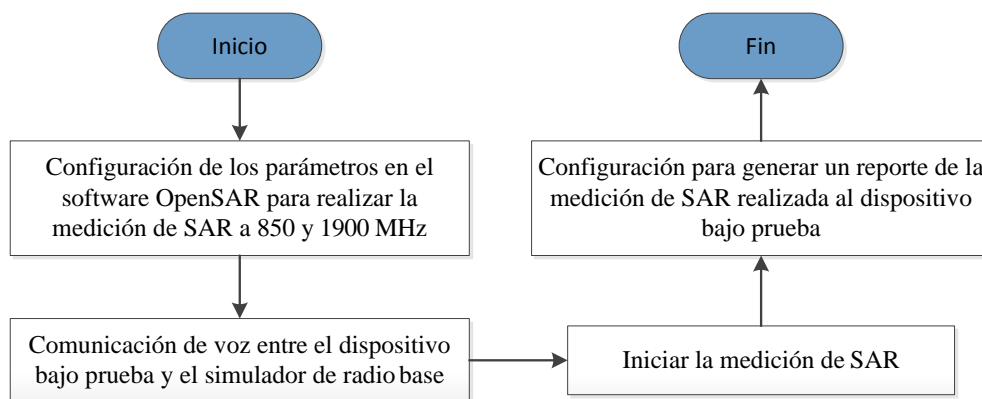 Inicio
Configuración de los parámetros en el
software OpenSAR para realizar la
medición de SAR a 850 y 1900 MHz
Comunicación de voz entre el dispositivo
bajo prueba y el simulador de radio base
Iniciar la medición de SAR
Configuración para generar un reporte de la
medición de SAR realizada al dispositivo
bajo prueba
Fin